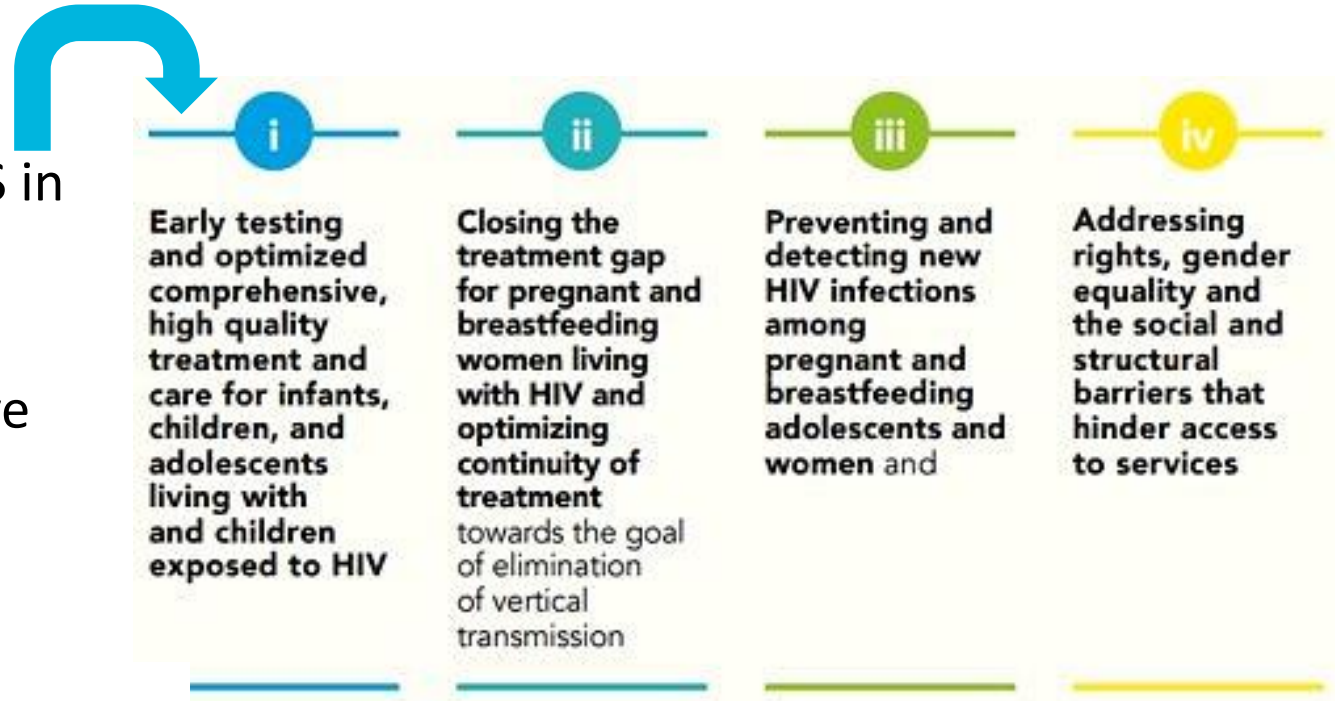 S in
re
i
Early testing
and optimized
comprehensive,
high quality
treatment and
care for infants,
children, and
adolescents
living with
and children
exposed to HIV
ii
Closing the
treatment gap
for pregnant and
breastfeeding
women living
with HIV and
optimizing
continuity of
treatment
towards the goal
of elimination
of vertical
transmission
iii
Preventing and
detecting new
HIV infections
among
pregnant and
breastfeeding
adolescents and
women and
iv
Addressing
rights, gender
equality and
the social and
structural
barriers that
hinder access
to services